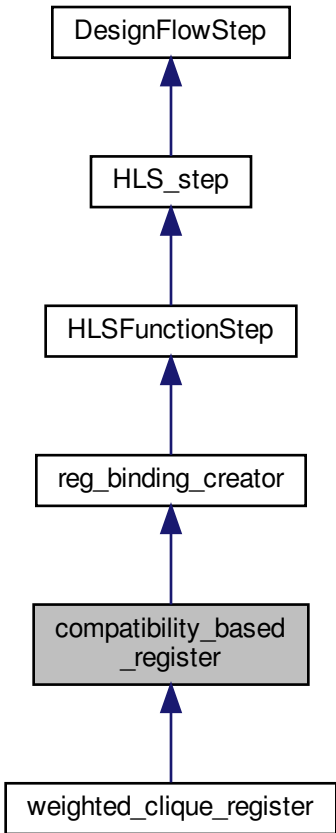 DesignFlowStep
HLS_step
HLSFunctionStep
reg_binding_creator
compatibility_based
_register
weighted_clique_register